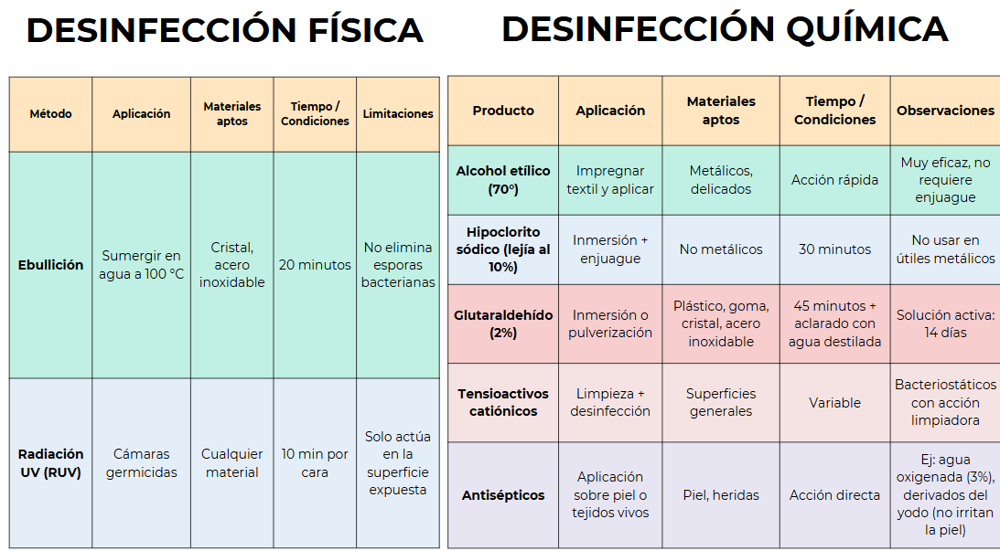 DESINFECCIÓN FÍSICA
Método
Aplicación
Materiales
aptos
Tiempo /
Condiciones
Limitaciones
Ebullición
Sumergir en
agua a 100 °C
Cristal,
acero
inoxidable
20 minutos
No elimina
esporas
bacterianas
Radiación
UV (RUV)
Cámaras
germicidas
Cualquier
material
10 min por
cara
Solo actúa
en la
superficie
expuesta
DESINFECCIÓN QUÍMICA
Producto
Aplicación
Materiales
aptos
Tiempo /
Condiciones
Observaciones
Alcohol etílico
(70°)
Impregnar
textil y aplicar
Metálicos,
delicados
Acción rápida
Muy eficaz, no
requiere
enjuague
Hipoclorito
sódico (lejía al
10%)
Inmersión +
enjuague
No metálicos
30 minutos
No usar en
útiles metálicos
Glutaraldehído
(2%)
Inmersión o
pulverización
Plástico, goma,
cristal, acero
inoxidable
45 minutos +
aclarado con
agua destilada
Solución activa:
14 días
Tensioactivos
catiónicos
Limpieza +
desinfección
Superficies
generales
Variable
Bacteriostáticos
con acción
limpiadora
Antisépticos
Aplicación
sobre piel o
tejidos vivos
Piel, heridas
Acción directa
Ej: agua
oxigenada (3%),
derivados del
yodo (no irritan
la piel)